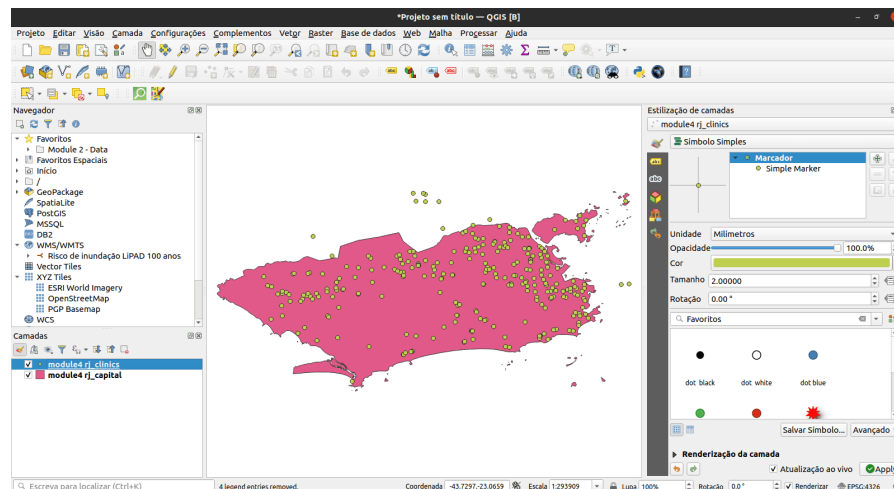 *Projeto sem título — QGIS [B]
Projeto Editar Visão Camada Configurações Complementos Vetor Raster Base de dados Web Malha Processar Ajuda
Navegador
Favoritos
Module 2 - Data
Favoritos Espaciais
Início
/
GeoPackage
SpatiaLite
PostGIS
MSSQL
DB2
WMS/WMTS
Risco de inundação LiPAD 100 anos
Vector Tiles
XYZ Tiles
ESRI World Imagery
OpenStreetMap
PGP Basemap
WCS
Camadas
module4 rj_clinics
module4 rj_capital
Estilização de camadas
module4 rj_clinics
Símbolo Simples
Marcador
Simple Marker
Unidade Milímetros
Opacidade 100.0%
Cor
Tamanho 2.00000
Rotação 0.00 °
Favoritos
dot black dot white dot blue
Salvar Símbolo... Avançado
Renderização da camada
Atualização ao vivo Apply
Escreva para localizar (Ctrl+K) 4 legend entries removed. Coordenada -43.7297,-23.0659 Escala 1:293909 Lupa 100% Rotação 0.0 ° Renderizar EPSG:4326